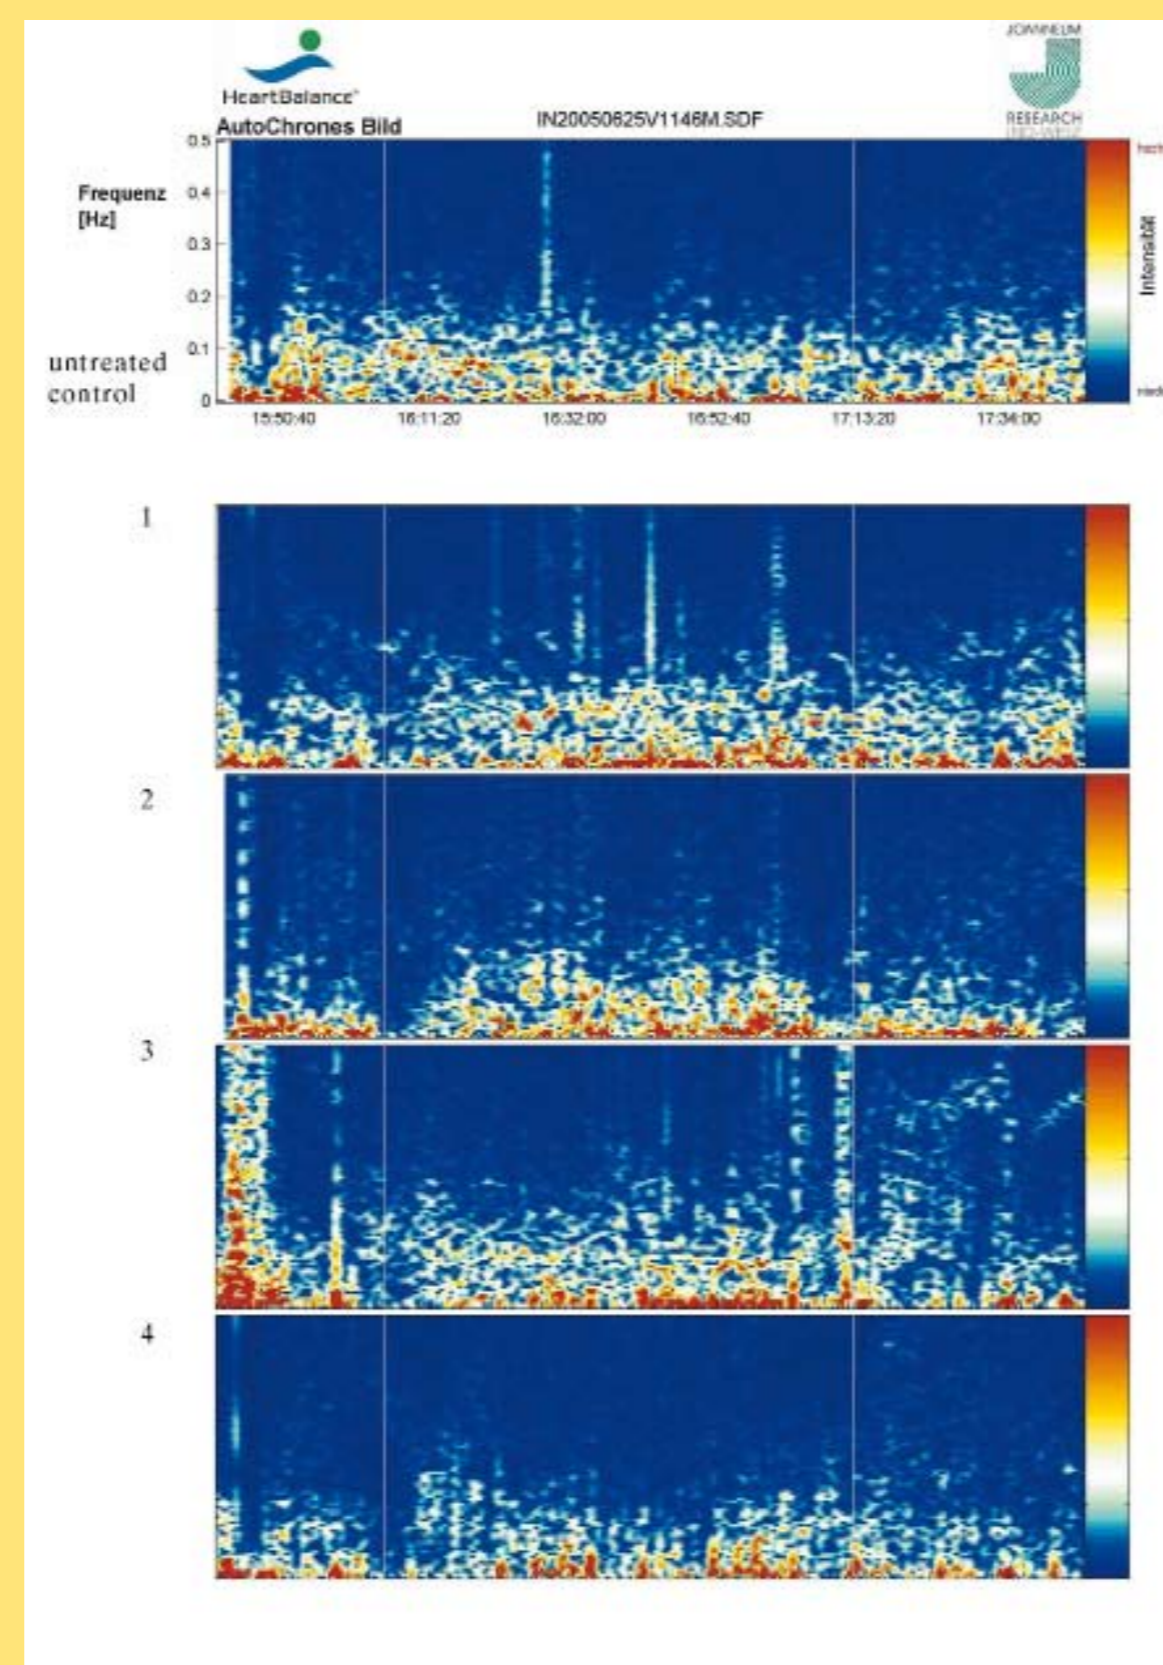 JOANNEUM
HeartBalance
RESEARCH
AutoChrones Bild
IN20050625V1146M.SDF
0.5
Frequenz
[Hz]
0.4
0.3
0.2
0.1
0
Intensität
untreated
control
15:50:40 16:11:20 16:32:00 16:52:40 17:13:20 17:34:00
1
2
3
4